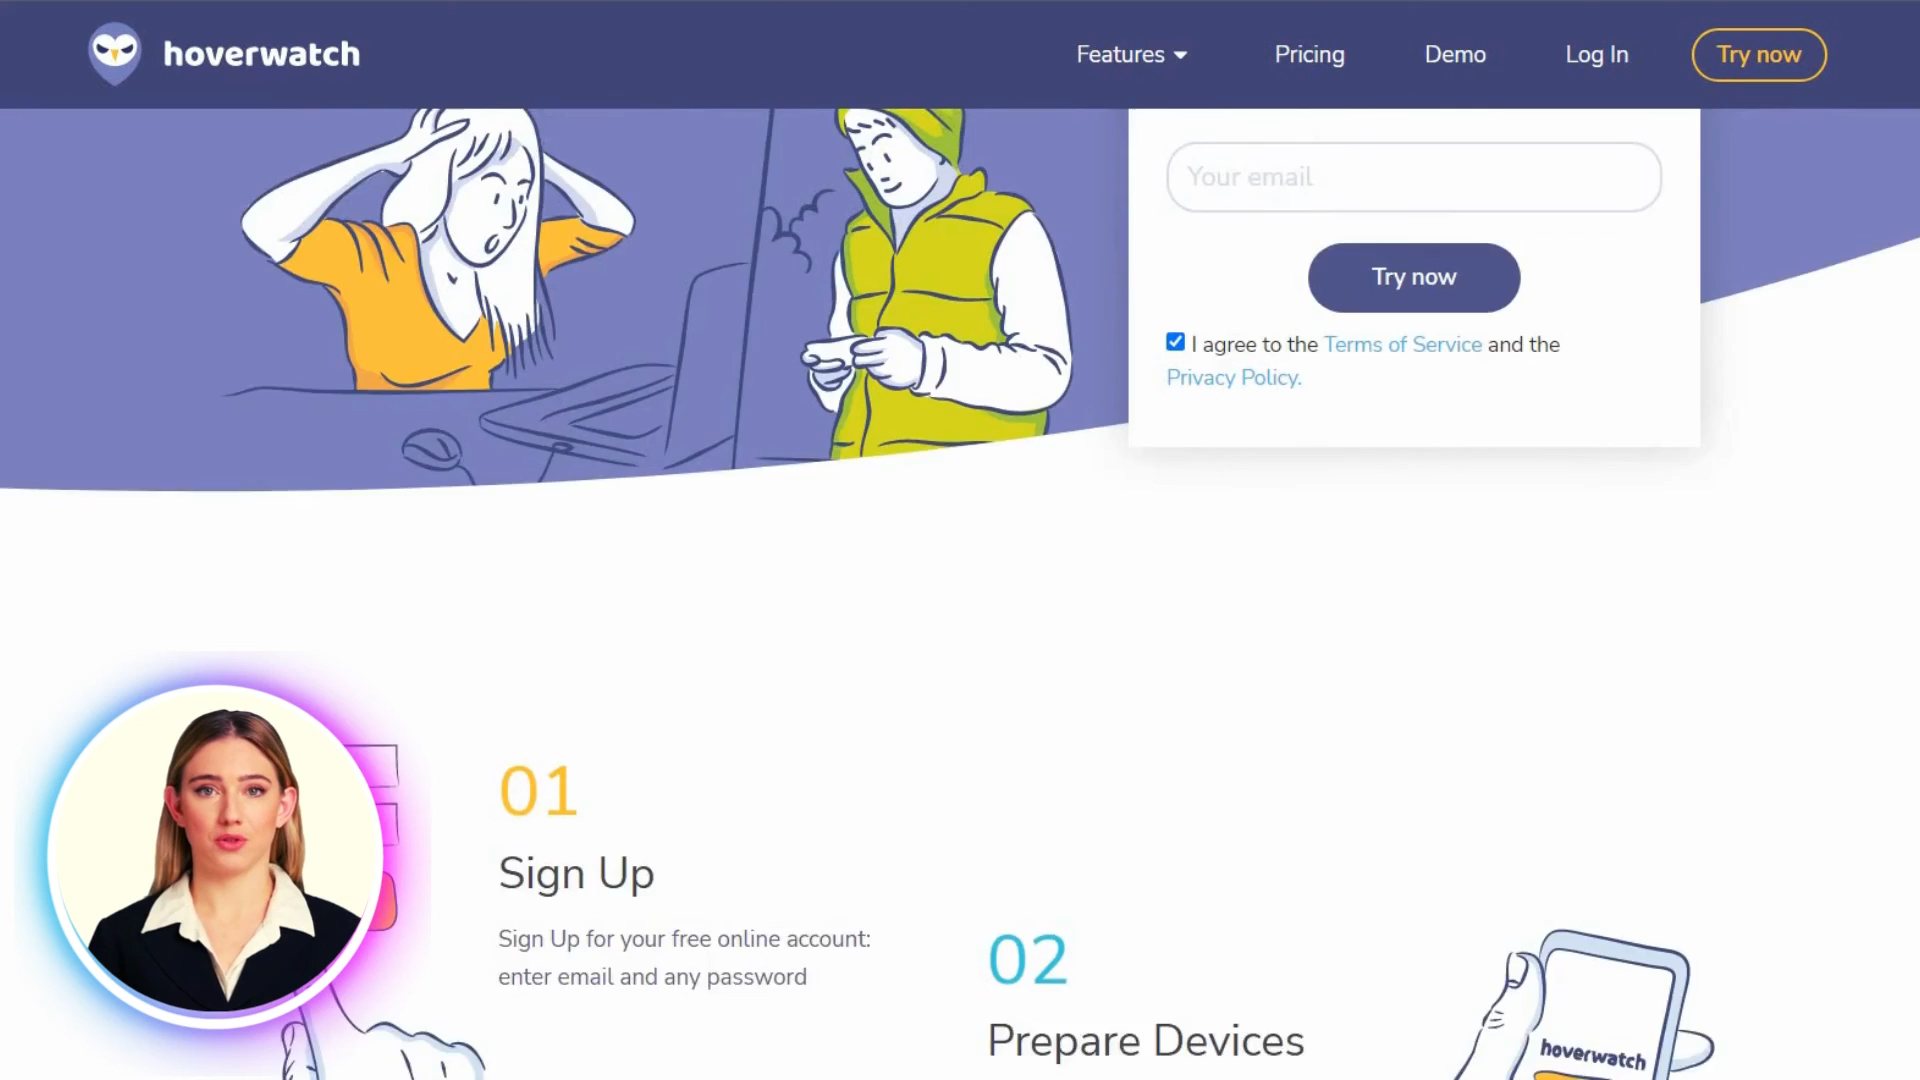 hoverwatch
Features
Pricing
Demo
Log In
Try now
Your email
Try now
I agree to the Terms of Service and the
Privacy Policy.
01
Sign Up
Sign Up for your free online account:
enter email and any password
02
Prepare Devices
hoverwatch